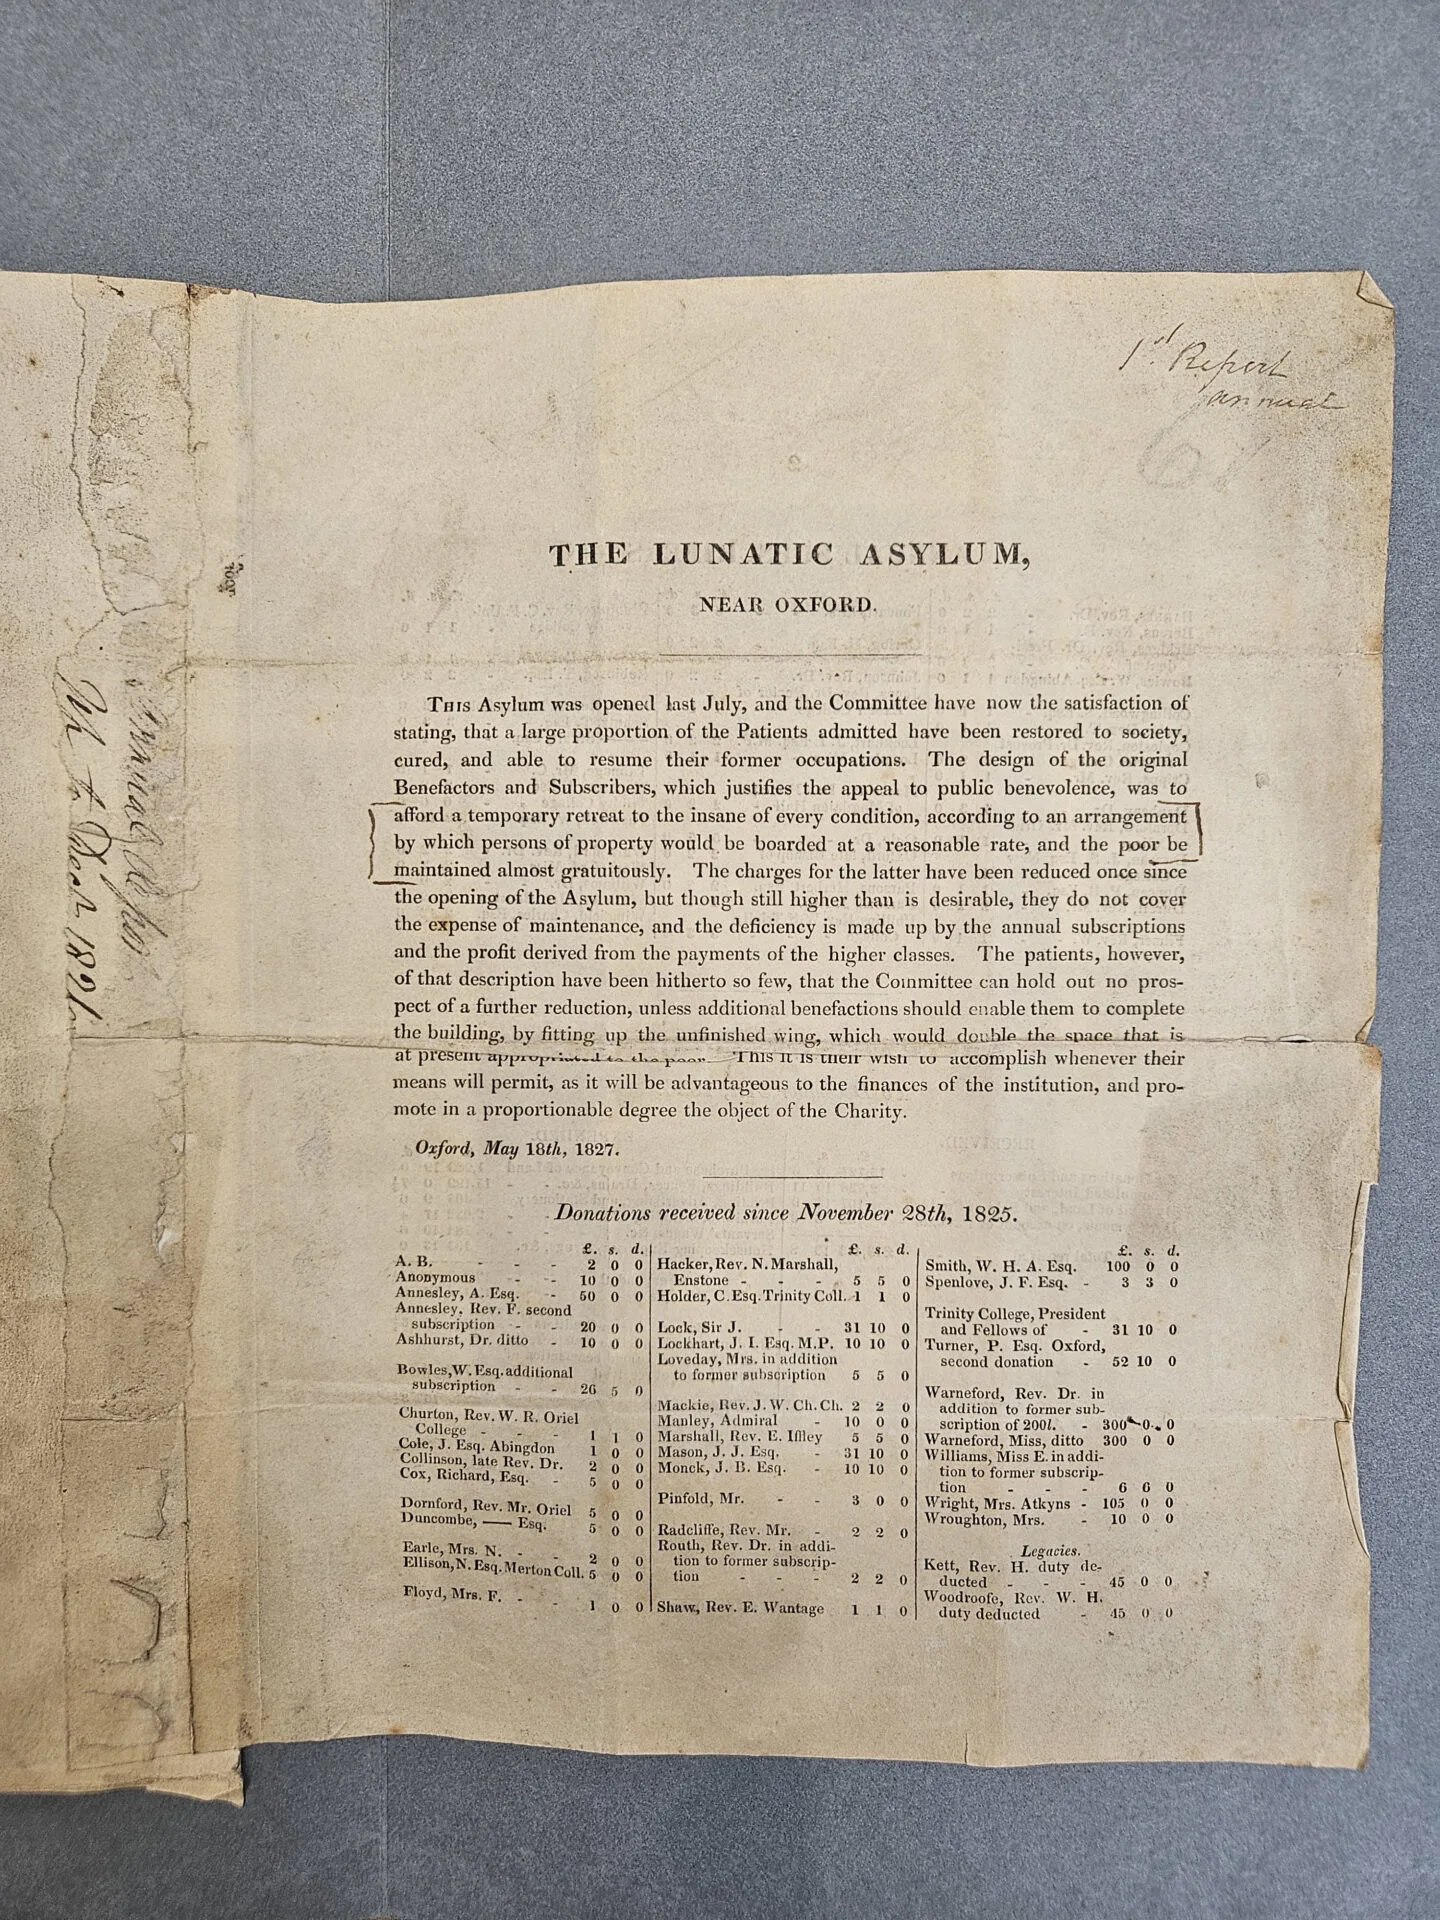 1st. Report
annual
THE LUNATIC ASYLUM,
NEAR OXFORD.
THIS Asylum was opened last July, and the Committee have now the satisfaction of
stating, that a large proportion of the Patients admitted have been restored to society,
cured, and able to resume their former occupations. The design of the original
Benefactors and Subscribers, which justifies the appeal to public benevolence, was to
afford a temporary retreat to the insane of every condition, according to an arrangement
by which persons of property would be boarded at a reasonable rate, and the poor be
maintained almost gratuitously. The charges for the latter have been reduced once since
the opening of the Asylum, but though still higher than is desirable, they do not cover
the expense of maintenance, and the deficiency is made up by the annual subscriptions
and the profit derived from the payments of the higher classes. The patients, however,
of that description have been hitherto so few, that the Committee can hold out no pros-
pect of a further reduction, unless additional benefactions should enable them to complete
the building, by fitting up the unfinished wing, which would double the space that is
at present appropriated to the poor. This it is their wish to accomplish whenever their
means will permit, as it will be advantageous to the finances of the institution, and pro-
mote in a proportionable degree the object of the Charity.
Oxford, May 18th, 1827.
Donations received since November 28th, 1825.
£. s. d.
A. B. - - - 2 0 0
Anonymous - - 10 0 0
Annesley, A. Esq. - 50 0 0
Annesley, Rev. F. second
subscription - - 20 0 0
Ashhurst, Dr. ditto - 10 0 0
Bowles, W. Esq. additional
subscription - - 26 5 0
Churton, Rev. W. R. Oriel
College - - - 1 1 0
Cole, J. Esq. Abingdon 1 0 0
Collinson, late Rev. Dr. 2 0 0
Cox, Richard, Esq. - 5 0 0
Dornford, Rev. Mr. Oriel 5 0 0
Duncombe, — Esq. 5 0 0
Earle, Mrs. N. - - 2 0 0
Ellison, N. Esq. Merton Coll. 5 0 0
Floyd, Mrs. F. - - 1 0 0
£. s. d.
Hacker, Rev. N. Marshall,
Enstone - - - 5 5 0
Holder, C. Esq. Trinity Coll. 1 1 0
Lock, Sir J. - - 31 10 0
Lockhart, J. I. Esq. M.P. 10 10 0
Loveday, Mrs. in addition
to former subscription 5 5 0
Mackie, Rev. J. W. Ch. Ch. 2 2 0
Manley, Admiral - 10 0 0
Marshall, Rev. E. Iffley 5 5 0
Mason, J. J. Esq. - 31 10 0
Monck, J. B. Esq. - 10 10 0
Pinfold, Mr. - - 3 0 0
Radcliffe, Rev. Mr. - 2 2 0
Routh, Rev. Dr. in addi-
tion to former subscrip-
tion - - - 2 2 0
Shaw, Rev. E. Wantage 1 1 0
£. s. d.
Smith, W. H. A. Esq. 100 0 0
Spenlove, J. F. Esq. - 3 3 0
Trinity College, President
and Fellows of - 31 10 0
Turner, P. Esq. Oxford,
second donation - 52 10 0
Warneford, Rev. Dr. in
addition to former sub-
scription of 200l. - 300 0 0
Warneford, Miss, ditto 300 0 0
Williams, Miss E. in addi-
tion to former subscrip-
tion - - - 6 6 0
Wright, Mrs. Atkyns - 105 0 0
Wroughton, Mrs. - 10 0 0
Legacies.
Kett, Rev. H. duty de-
ducted - - - 45 0 0
Woodroofe, Rev. W. H.
duty deducted - 45 0 0